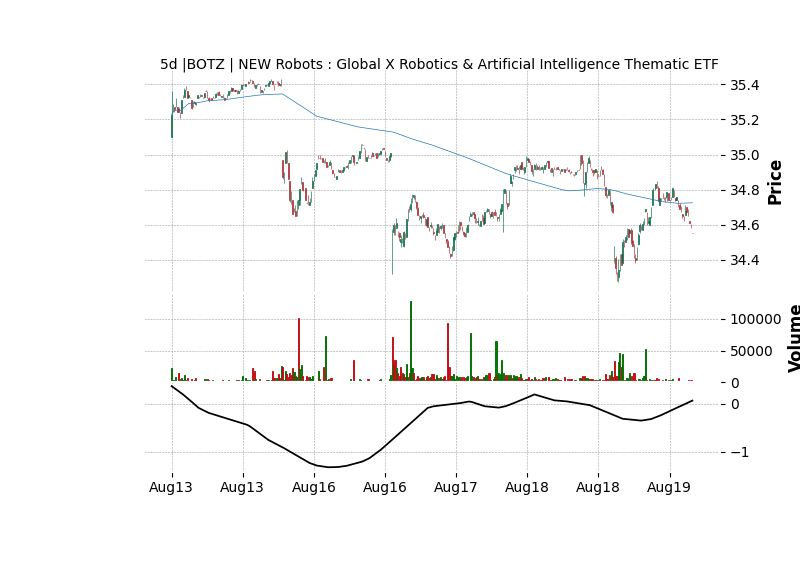 5d |BOTZ | NEW Robots : Global X Robotics & Artificial Intelligence Thematic ETF
35.4
35.2
35.0
34.8
34.6
34.4
Price
100000
50000
0
Volume
0
−1
Aug13 Aug13 Aug16 Aug16 Aug17 Aug18 Aug18 Aug19